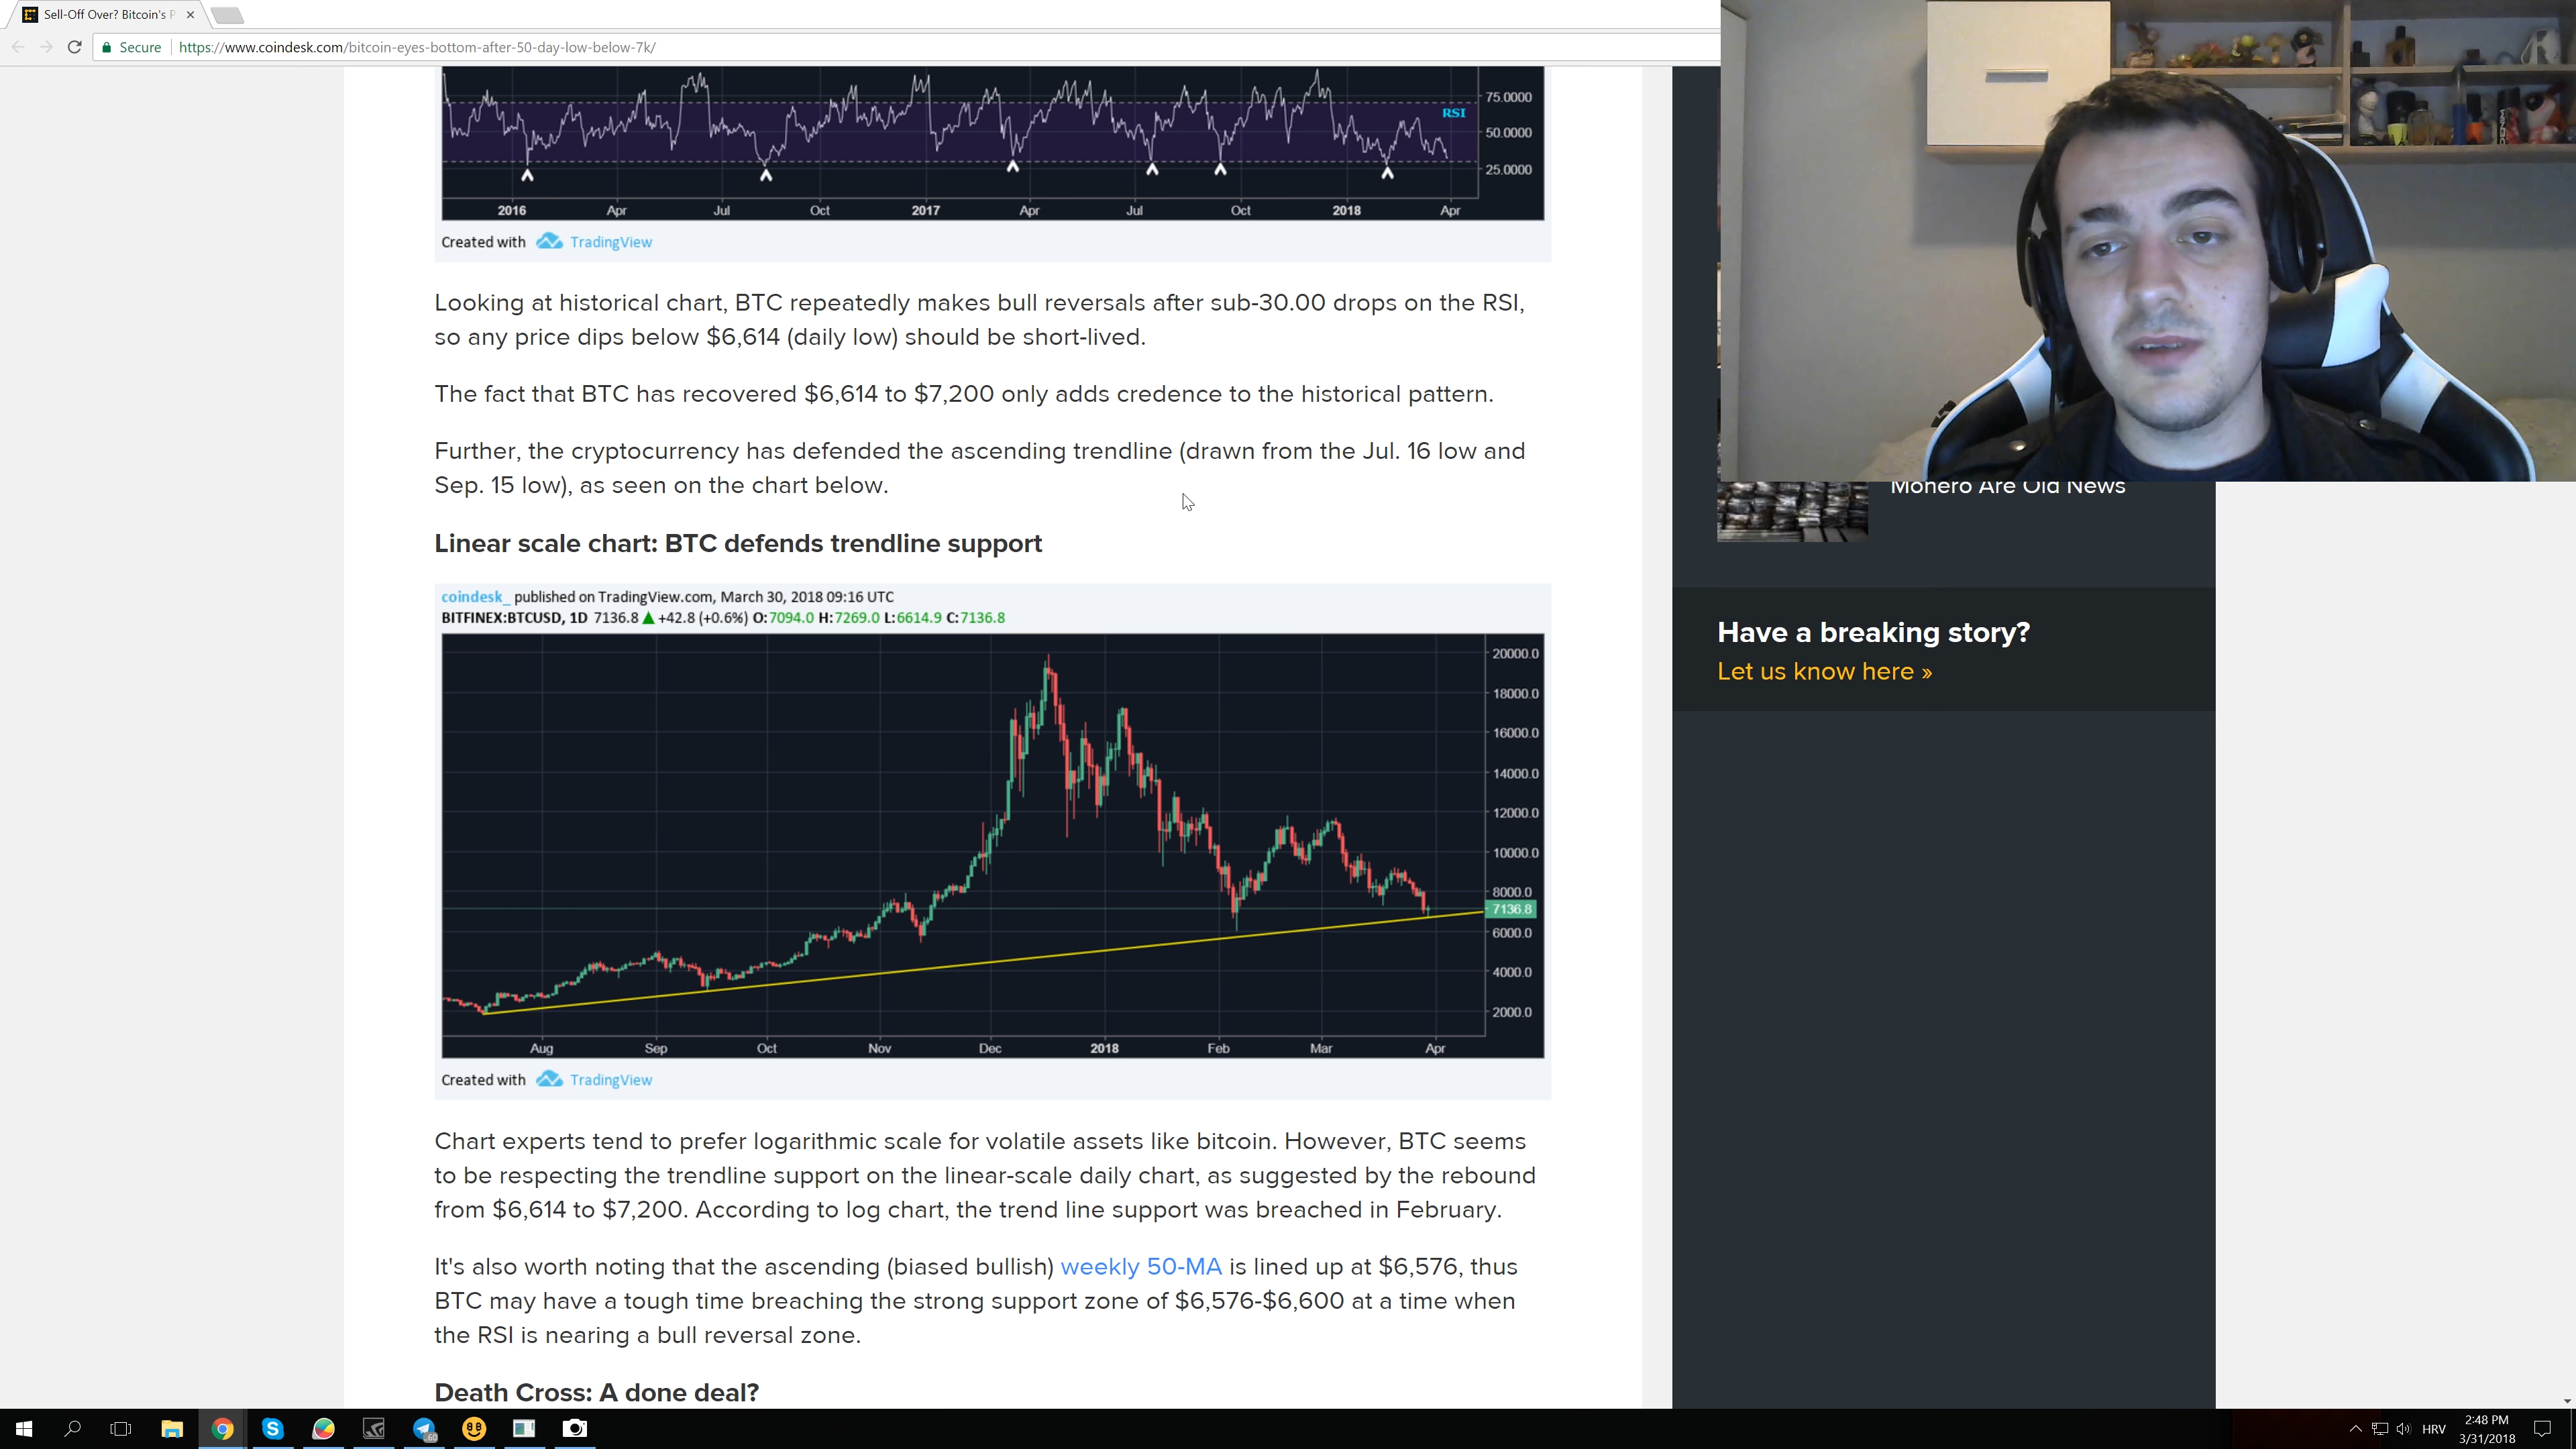 Sell-Off Over? Bitcoin's P
Secure https://www.coindesk.com/bitcoin-eyes-bottom-after-50-day-low-below-7k/
75.0000
RSI
50.0000
25.0000
2016 Apr Jul Oct 2017 Apr Jul Oct 2018 Apr
Created with TradingView
Looking at historical chart, BTC repeatedly makes bull reversals after sub-30.00 drops on the RSI,
so any price dips below $6,614 (daily low) should be short-lived.
The fact that BTC has recovered $6,614 to $7,200 only adds credence to the historical pattern.
Further, the cryptocurrency has defended the ascending trendline (drawn from the Jul. 16 low and
Sep. 15 low), as seen on the chart below.
Linear scale chart: BTC defends trendline support
coindesk_ published on TradingView.com, March 30, 2018 09:16 UTC
BITFINEX:BTCUSD, 1D 7136.8 ▲ +42.8 (+0.6%) O:7094.0 H:7269.0 L:6614.9 C:7136.8
20000.0
18000.0
16000.0
14000.0
12000.0
10000.0
8000.0
7136.8
6000.0
4000.0
2000.0
Aug Sep Oct Nov Dec 2018 Feb Mar Apr
Created with TradingView
Chart experts tend to prefer logarithmic scale for volatile assets like bitcoin. However, BTC seems
to be respecting the trendline support on the linear-scale daily chart, as suggested by the rebound
from $6,614 to $7,200. According to log chart, the trend line support was breached in February.
It's also worth noting that the ascending (biased bullish) weekly 50-MA is lined up at $6,576, thus
BTC may have a tough time breaching the strong support zone of $6,576-$6,600 at a time when
the RSI is nearing a bull reversal zone.
Death Cross: A done deal?
Monero Are Old News
Have a breaking story?
Let us know here »
60
HRV
2:48 PM
3/31/2018